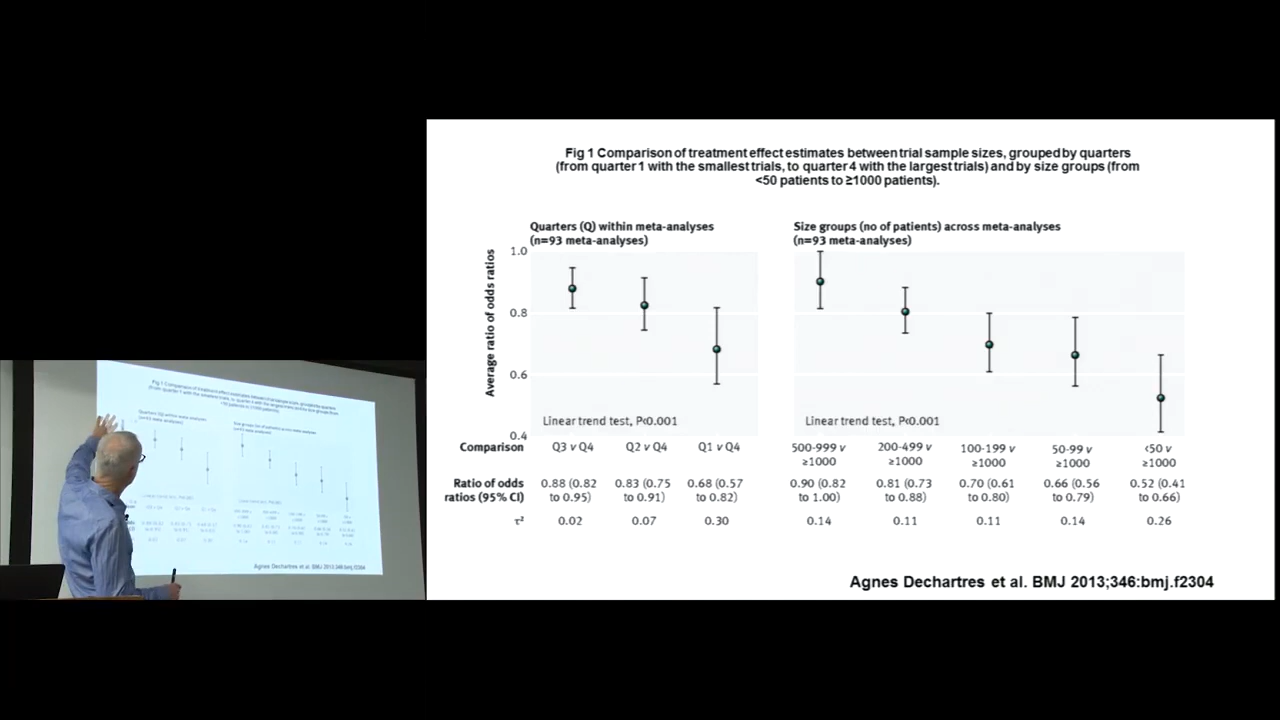 Fig 1 Comparison of treatment effect estimates between trial sample sizes, grouped by quarters
(from quarter 1 with the smallest trials, to quarter 4 with the largest trials) and by size groups (from
<50 patients to ≥1000 patients).
Quarters (Q) within meta-analyses
(n=93 meta-analyses)
Size groups (no of patients) across meta-analyses
(n=93 meta-analyses)
Average ratio of odds ratios
1.0
0.8
0.6
0.4
Linear trend test, P<0.001
Linear trend test, P<0.001
Comparison Q3 v Q4 Q2 v Q4 Q1 v Q4 500-999 v 200-499 v 100-199 v 50-99 v <50 v
≥1000 ≥1000 ≥1000 ≥1000 ≥1000
Ratio of odds 0.88 (0.82 0.83 (0.75 0.68 (0.57 0.90 (0.82 0.81 (0.73 0.70 (0.61 0.66 (0.56 0.52 (0.41
ratios (95% CI) to 0.95) to 0.91) to 0.82) to 1.00) to 0.88) to 0.80) to 0.79) to 0.66)
τ² 0.02 0.07 0.30 0.14 0.11 0.11 0.14 0.26
Agnes Dechartres et al. BMJ 2013;346:bmj.f2304
Agnes Dechartres et al. BMJ 2013;346:bmj.f2304